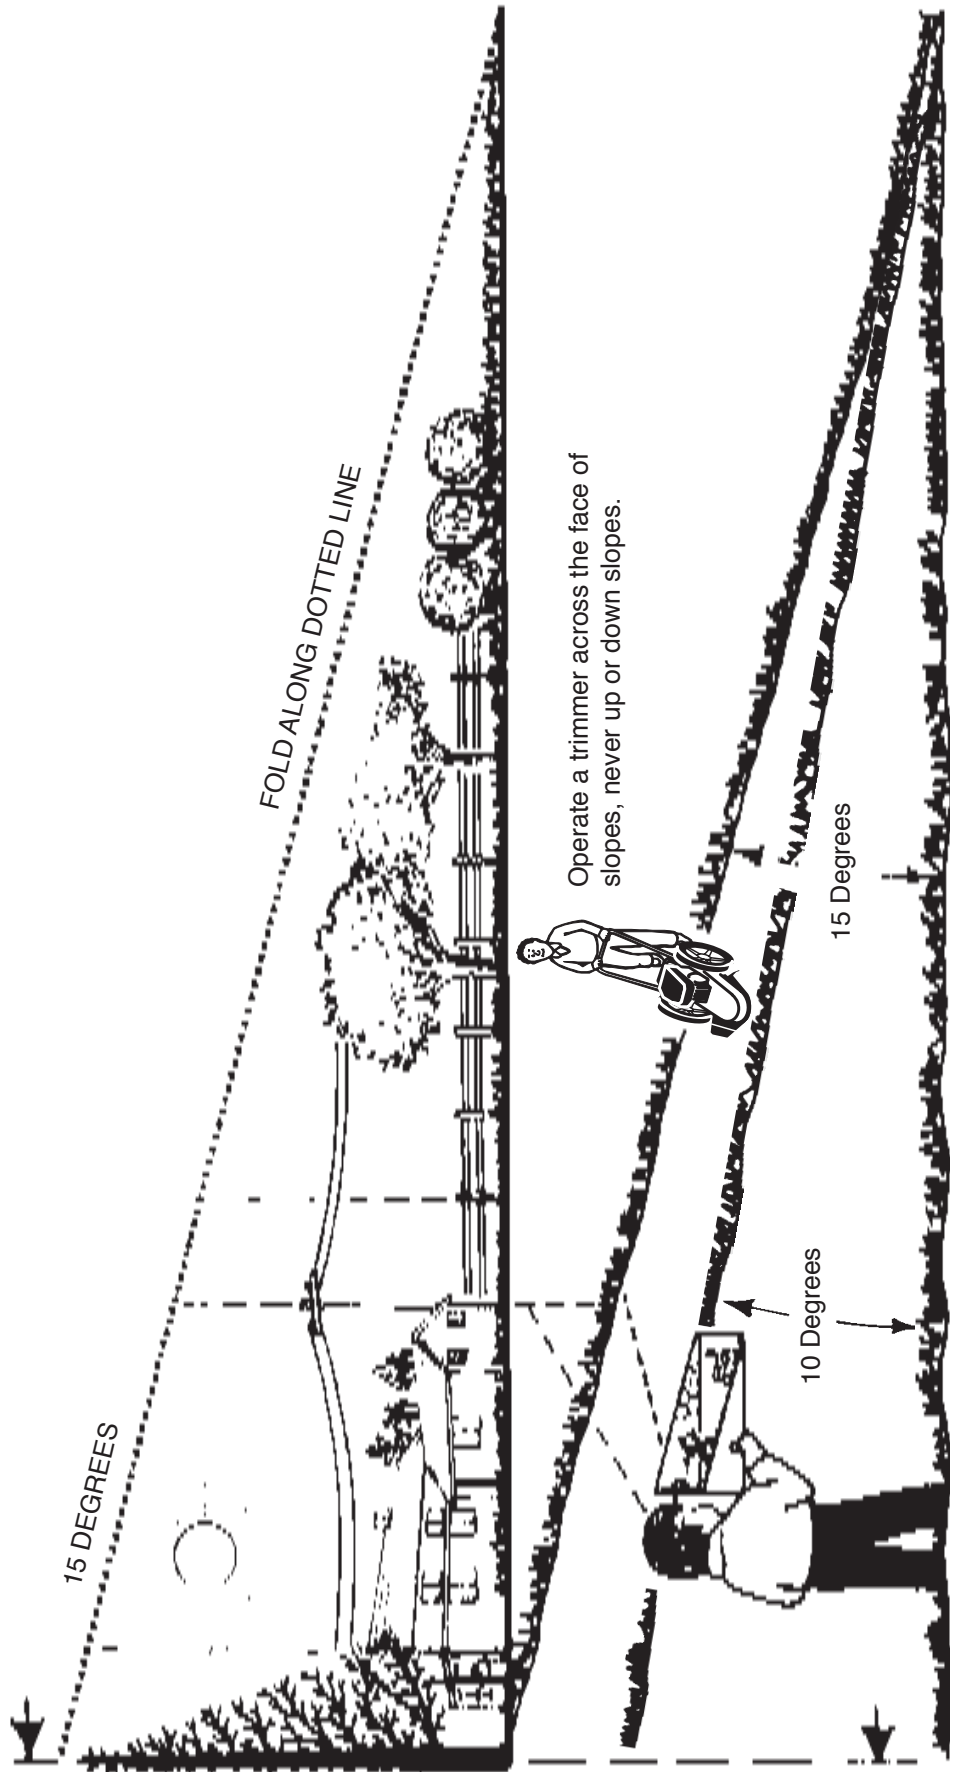 15 DEGREES
FOLD ALONG DOTTED LINE
Operate a trimmer across the face of
slopes, never up or down slopes.
10 Degrees
15 Degrees